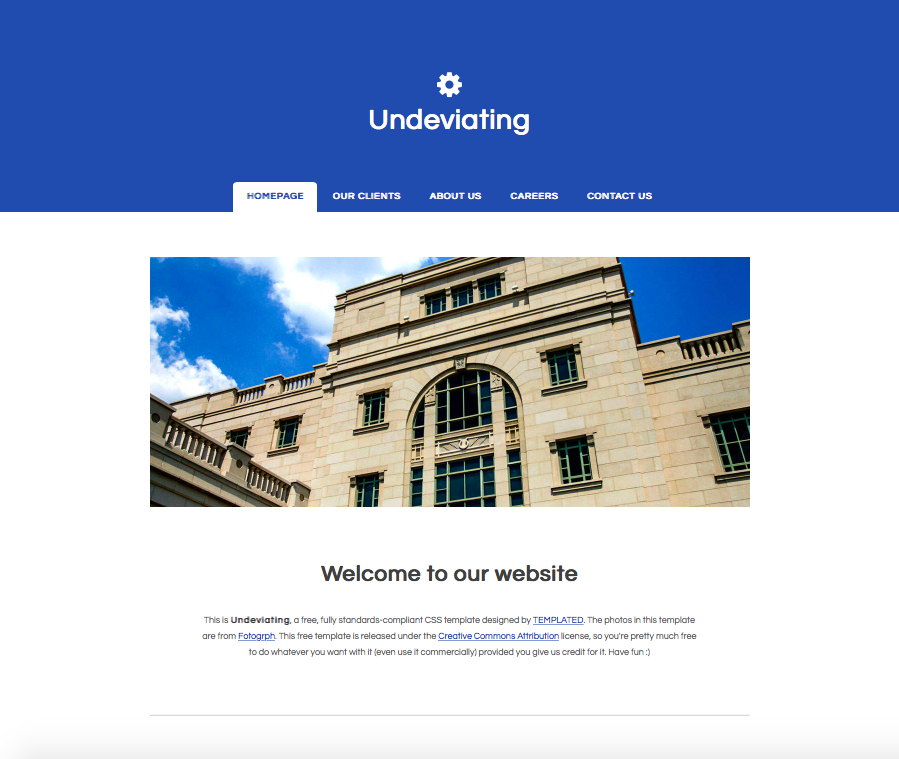 Undeviating
HOMEPAGE OUR CLIENTS ABOUT US CAREERS CONTACT US
Welcome to our website
This is Undeviating, a free, fully standards-compliant CSS template designed by TEMPLATED. The photos in this template
are from Fotogrph. This free template is released under the Creative Commons Attribution license, so you're pretty much free
to do whatever you want with it (even use it commercially) provided you give us credit for it. Have fun :)